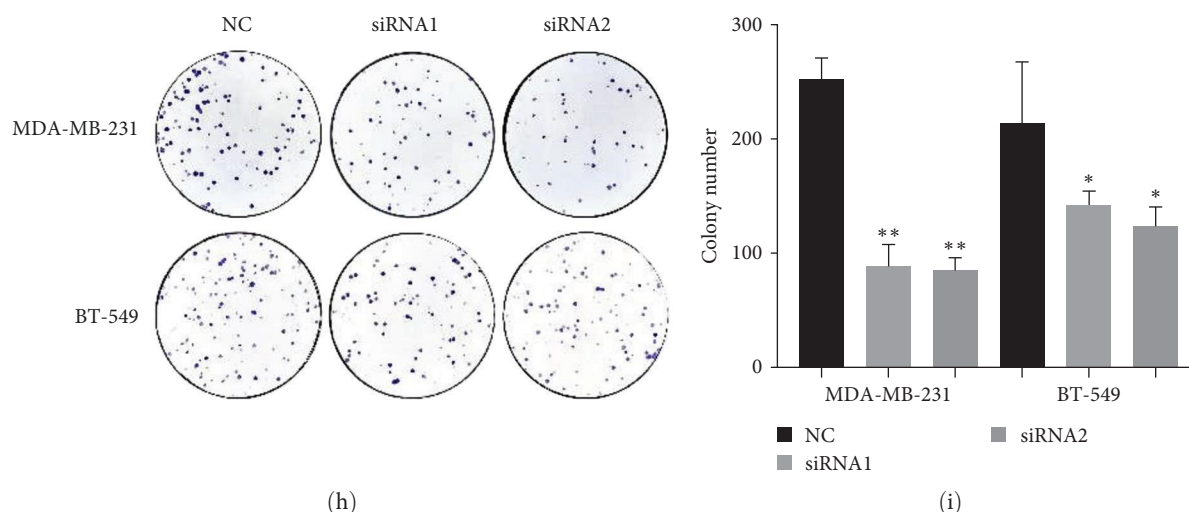 NC siRNA1 siRNA2
MDA-MB-231
BT-549
(h)
300
200
100
0
Colony number
**
**
*
*
MDA-MB-231 BT-549
NC siRNA2
siRNA1
(i)